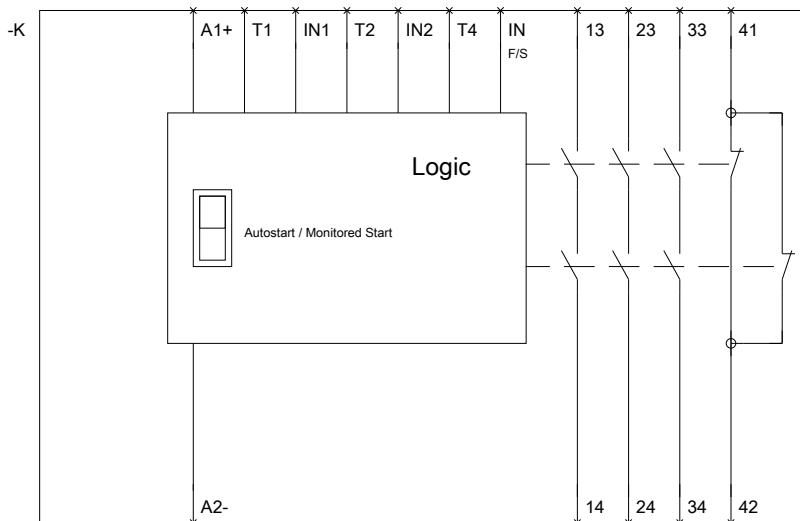 -K A1+ T1 IN1 T2 IN2 T4 IN 13 23 33 41
F/S
Logic
Autostart / Monitored Start
A2- 14 24 34 42